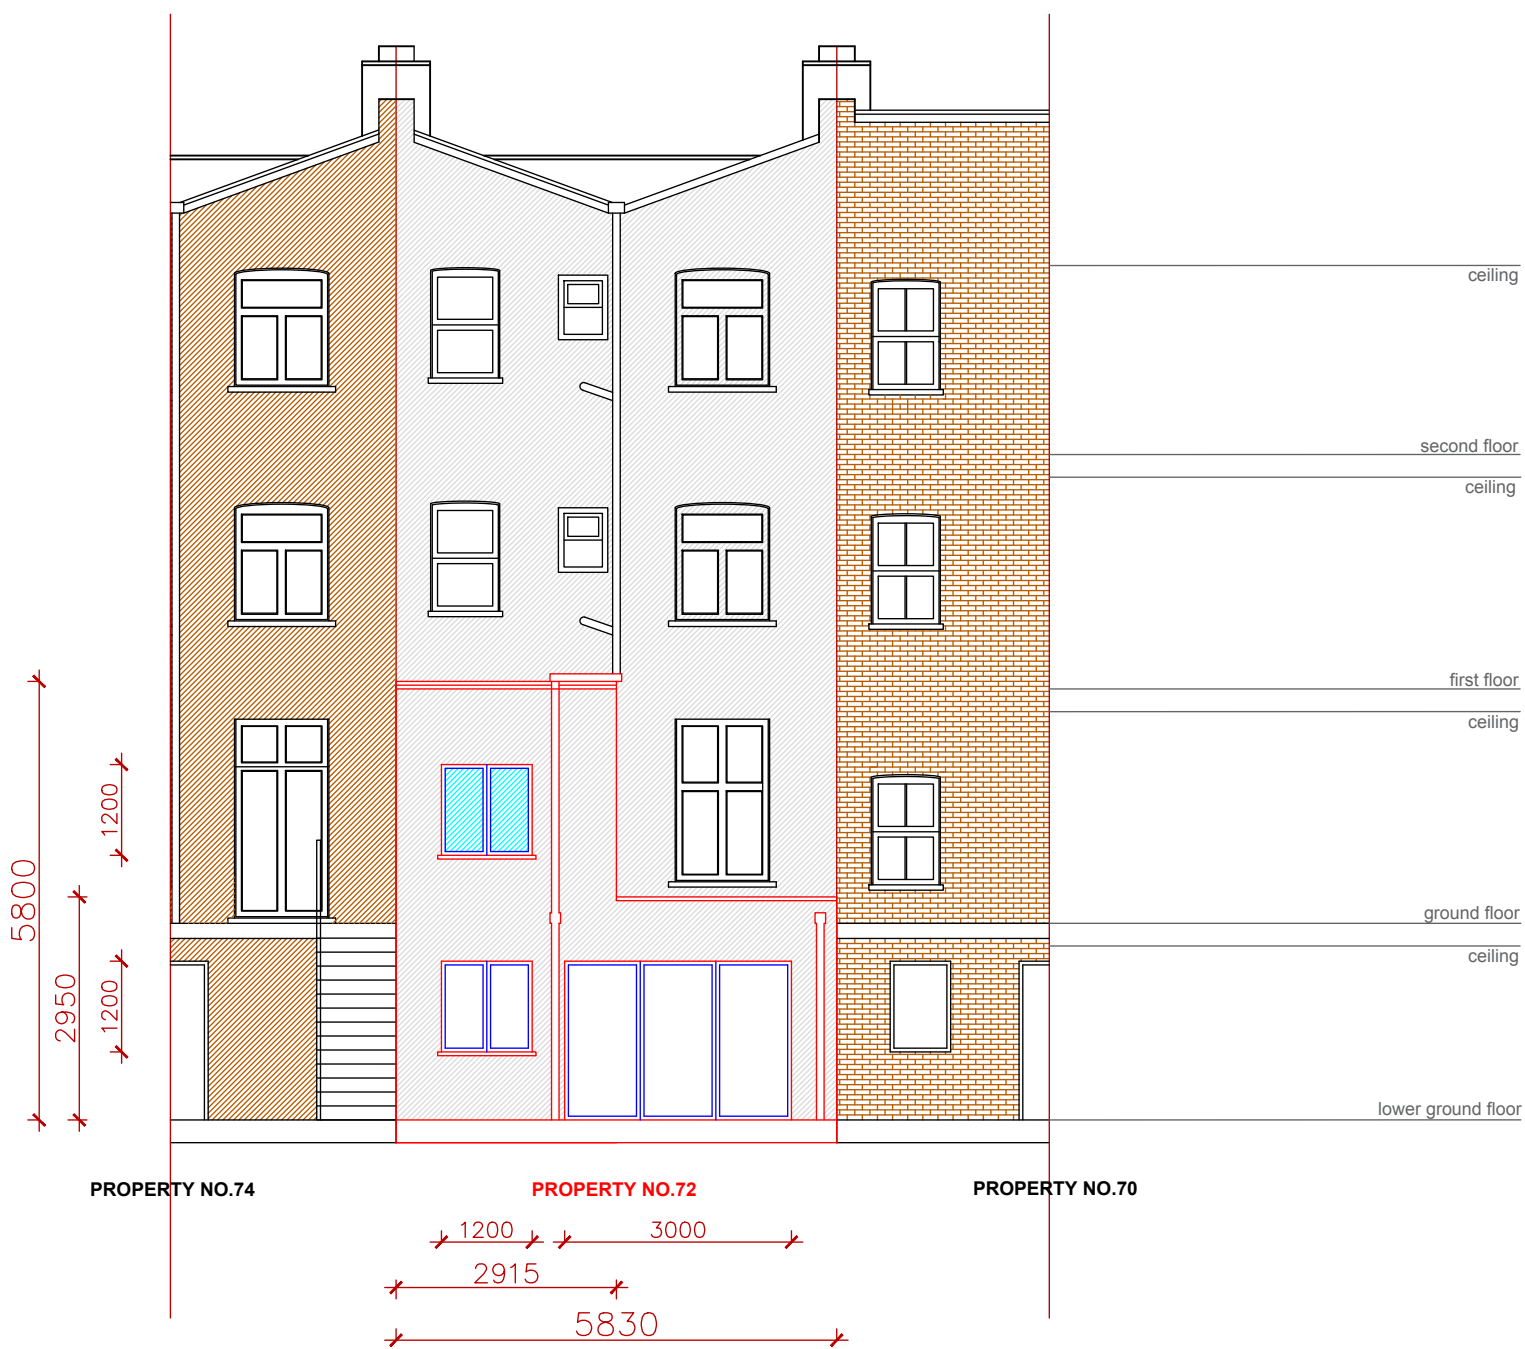 ceiling
second floor
ceiling
first floor
ceiling
1200
5800
ground floor
2950
1200
ceiling
lower ground floor
PROPERTY NO.74
PROPERTY NO.72
PROPERTY NO.70
1200
3000
2915
5830